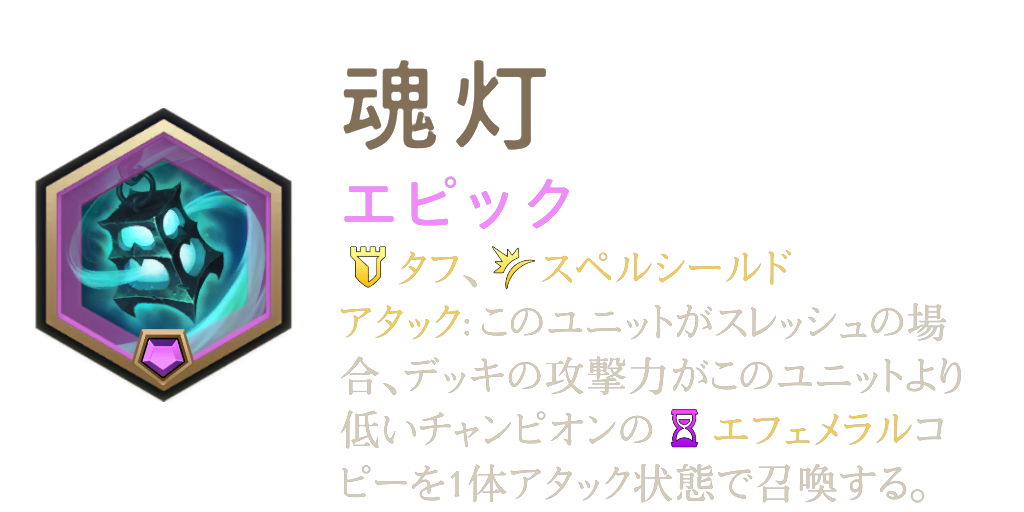 魂灯
エピック
タフ、スペルシールド
アタック:このユニットがスレッシュの場
合、デッキの攻撃力がこのユニットより
低いチャンピオンの エフェメラルコ
ピーを1体アタック状態で召喚する。